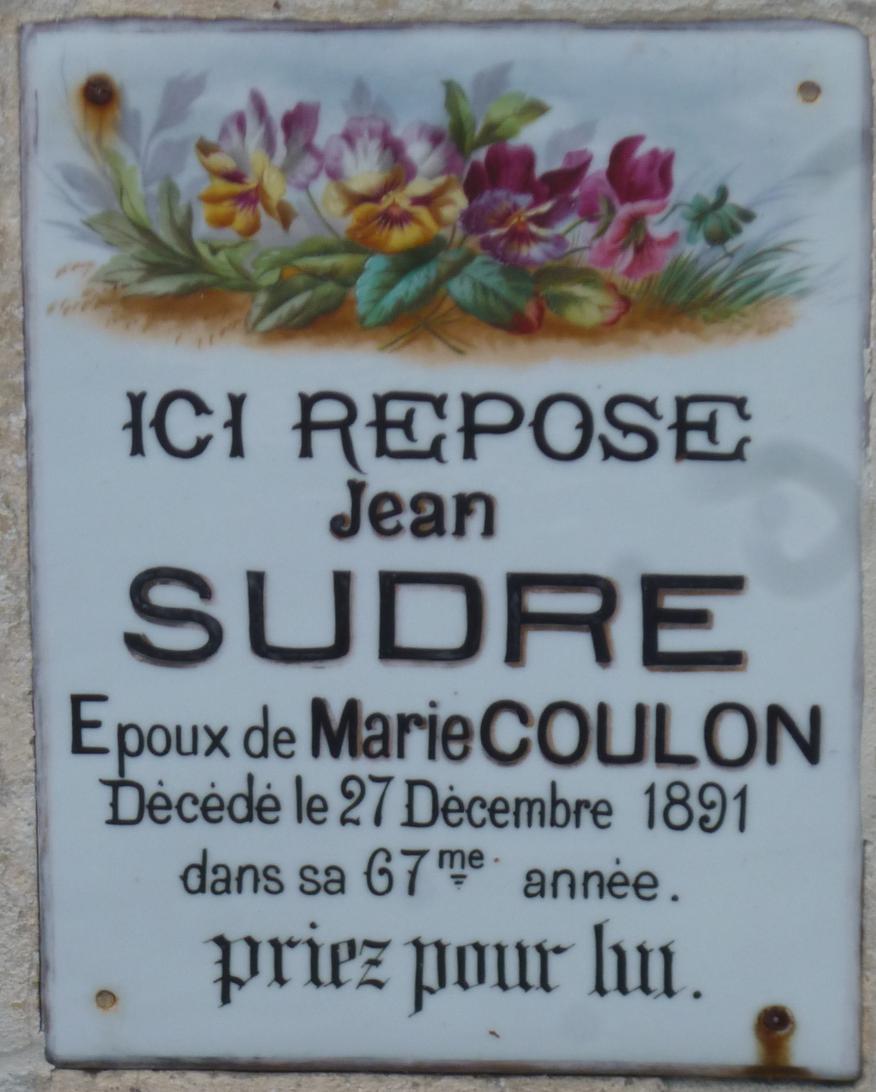 ICI REPOSE
Jean
SUDRE
Epoux de Marie COULON
Décédé le 27 Décembre 1891
dans sa 67me année.
priez pour lui.